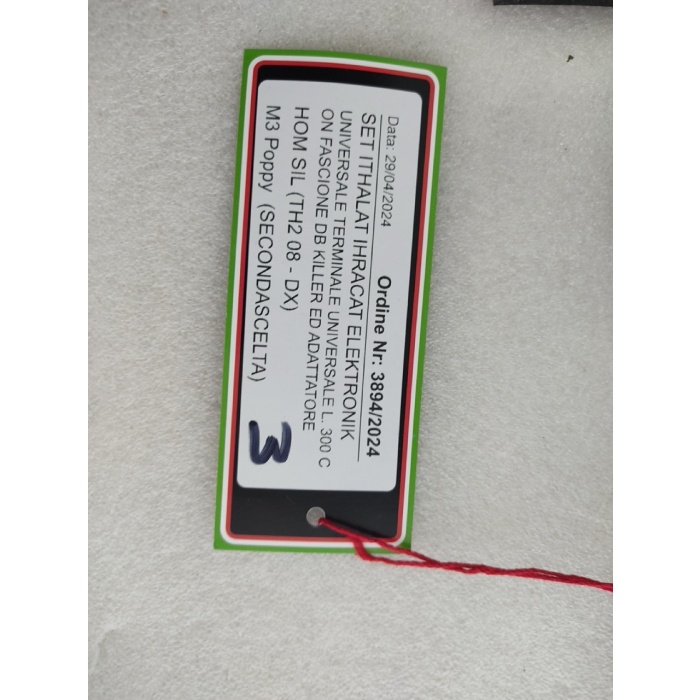 Data: 29/04/2024 Ordine Nr: 3894/2024
SET ITHALAT IHRACAT ELEKTRONIK
UNIVERSALE TERMINALE UNIVERSALE L. 300 C
ON FASCIONE DB KILLER ED ADATTATORE
HOM SIL (TH2 08 - DX)
M3 Poppy (SECONDASCELTA)
3